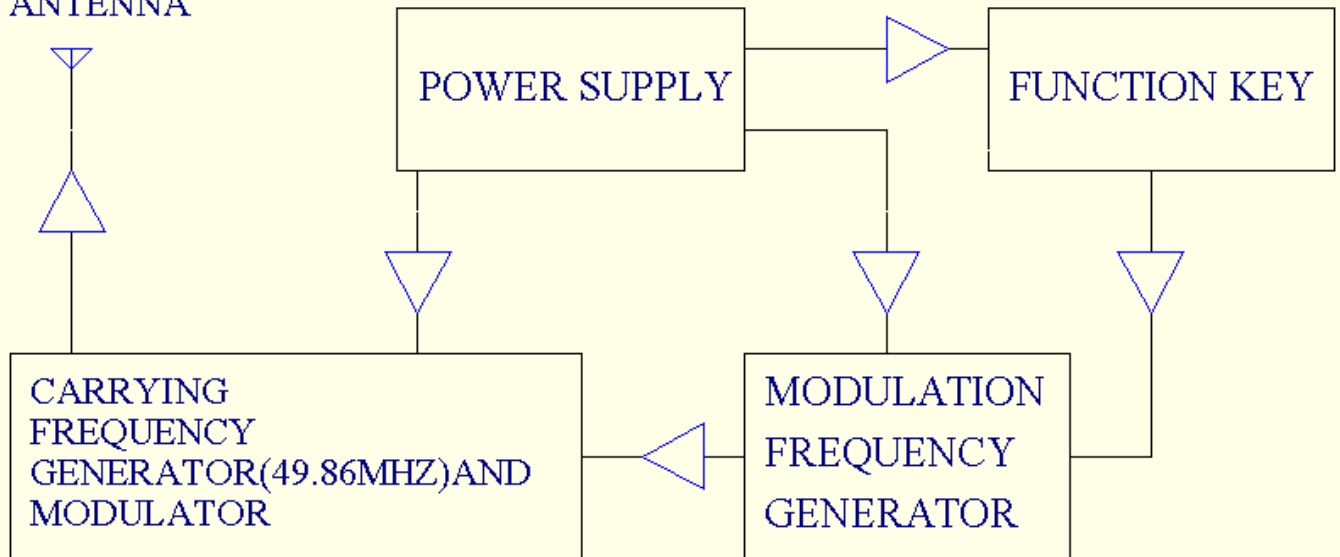 ANTENNA
POWER SUPPLY
FUNCTION KEY
CARRYING
FREQUENCY
GENERATOR(49.86MHZ)AND
MODULATOR
MODULATION
FREQUENCY
GENERATOR